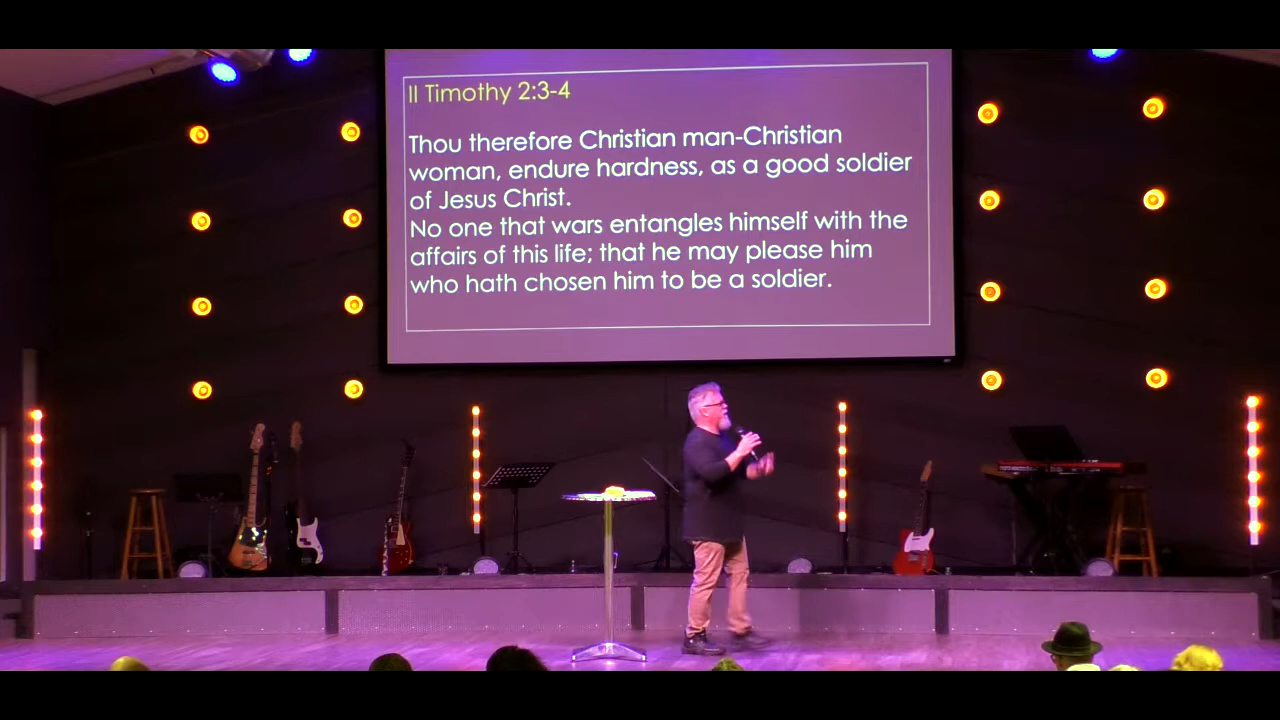 II Timothy 2:3-4
Thou therefore Christian man-Christian
woman, endure hardness, as a good soldier
of Jesus Christ.
No one that wars entangles himself with the
affairs of this life; that he may please him
who hath chosen him to be a soldier.